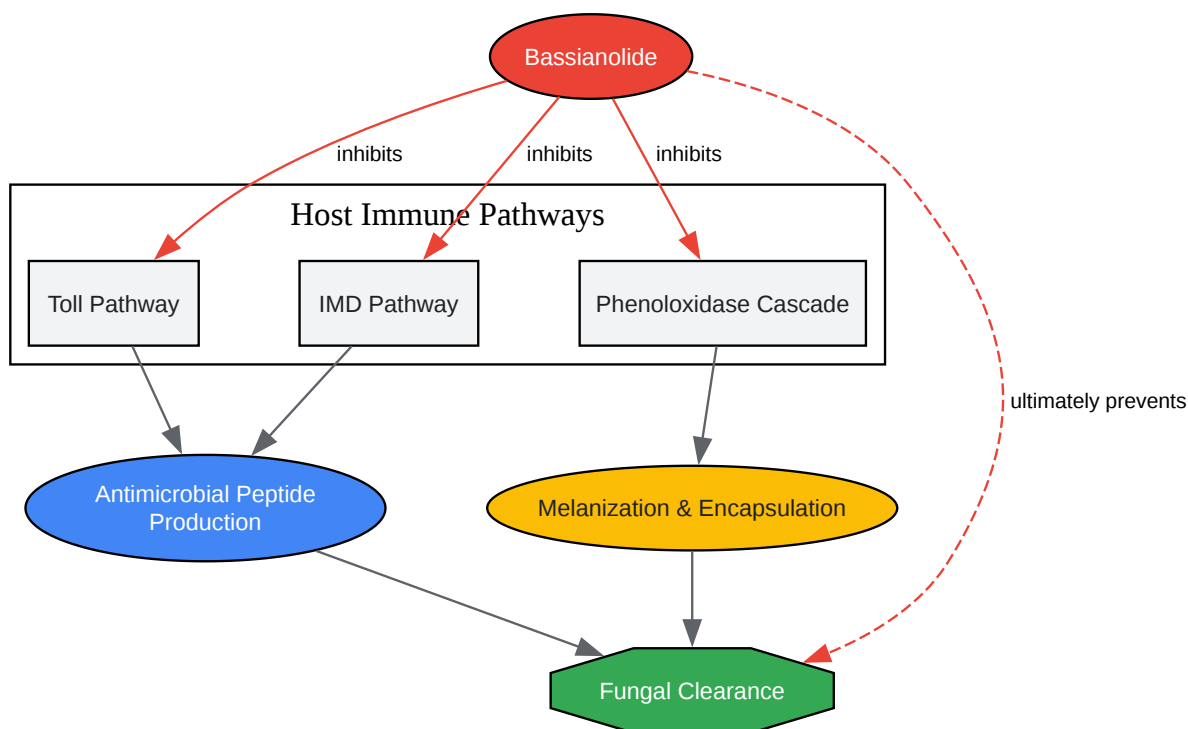 Bassianolide
inhibits
inhibits
inhibits
Host Immune Pathways
Toll Pathway
IMD Pathway
Phenoloxidase Cascade
ultimately prevents
Antimicrobial Peptide
Production
Melanization & Encapsulation
Fungal Clearance